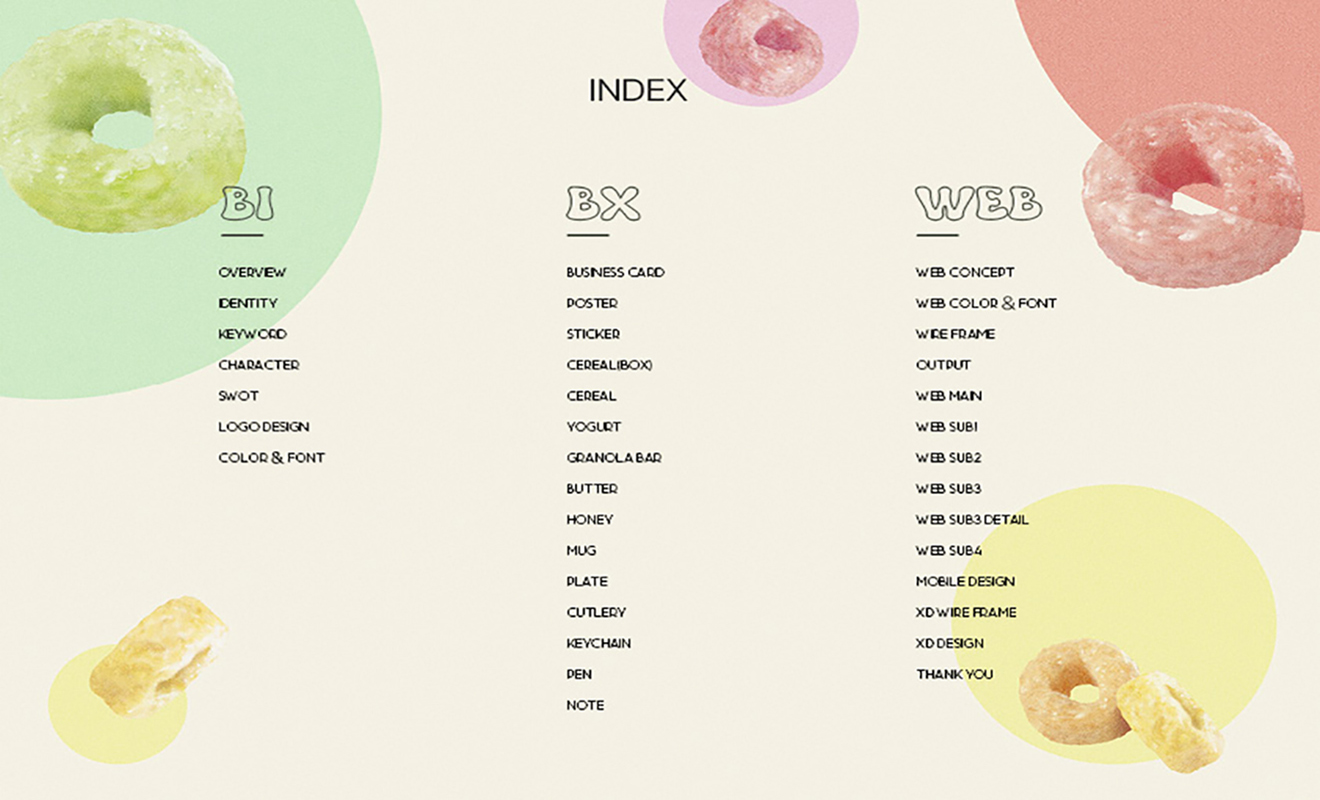 INDEX
BI
OVERVIEW
IDENTITY
KEYWORD
CHARACTER
SWOT
LOGO DESIGN
COLOR & FONT
BX
BUSINESS CARD
POSTER
STICKER
CEREAL(BOX)
CEREAL
YOGURT
GRANOLA BAR
BUTTER
HONEY
MUG
PLATE
CUTLERY
KEYCHAIN
PEN
NOTE
WEB
WEB CONCEPT
WEB COLOR & FONT
WIRE FRAME
OUTPUT
WEB MAIN
WEB SUB1
WEB SUB2
WEB SUB3
WEB SUB3 DETAIL
WEB SUB4
MOBILE DESIGN
XD WIRE FRAME
XD DESIGN
THANK YOU